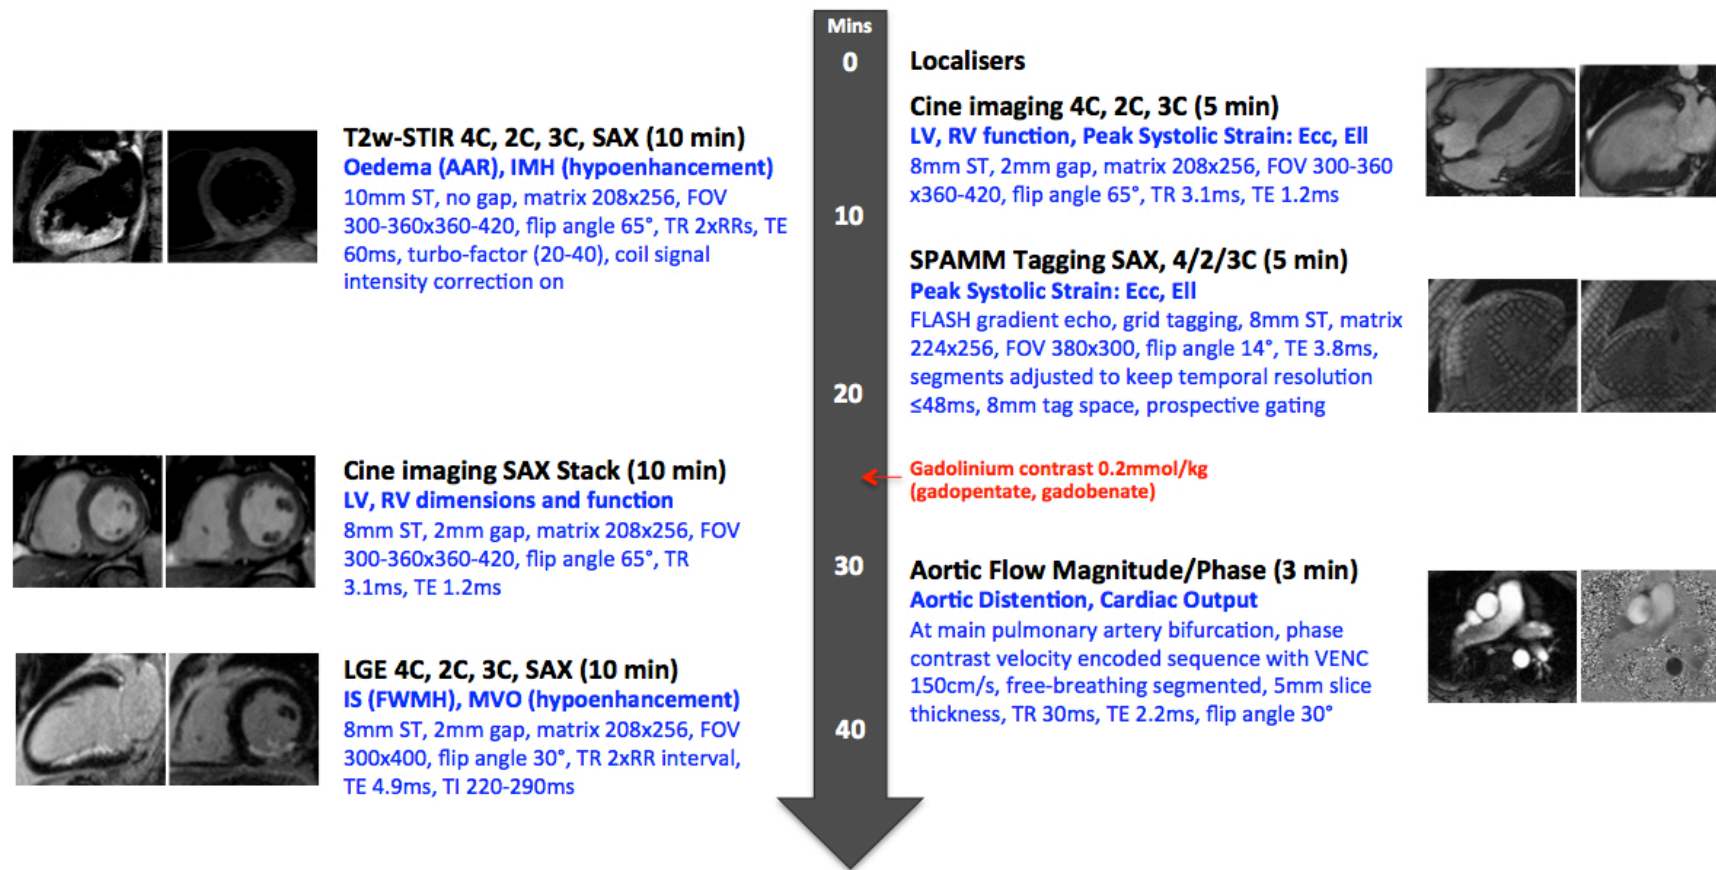 Mins
0
10
20
30
40
Localisers
Cine imaging 4C, 2C, 3C (5 min)
LV, RV function, Peak Systolic Strain: Ecc, Ell
8mm ST, 2mm gap, matrix 208x256, FOV 300-360
x360-420, flip angle 65°, TR 3.1ms, TE 1.2ms
T2w-STIR 4C, 2C, 3C, SAX (10 min)
Oedema (AAR), IMH (hypoenhancement)
10mm ST, no gap, matrix 208x256, FOV
300-360x360-420, flip angle 65°, TR 2xRRs, TE
60ms, turbo-factor (20-40), coil signal
intensity correction on
SPAMM Tagging SAX, 4/2/3C (5 min)
Peak Systolic Strain: Ecc, Ell
FLASH gradient echo, grid tagging, 8mm ST, matrix
224x256, FOV 380x300, flip angle 14°, TE 3.8ms,
segments adjusted to keep temporal resolution
≤48ms, 8mm tag space, prospective gating
Gadolinium contrast 0.2mmol/kg
(gadopentate, gadobenate)
Cine imaging SAX Stack (10 min)
LV, RV dimensions and function
8mm ST, 2mm gap, matrix 208x256, FOV
300-360x360-420, flip angle 65°, TR
3.1ms, TE 1.2ms
Aortic Flow Magnitude/Phase (3 min)
Aortic Distention, Cardiac Output
At main pulmonary artery bifurcation, phase
contrast velocity encoded sequence with VENC
150cm/s, free-breathing segmented, 5mm slice
thickness, TR 30ms, TE 2.2ms, flip angle 30°
LGE 4C, 2C, 3C, SAX (10 min)
IS (FWMH), MVO (hypoenhancement)
8mm ST, 2mm gap, matrix 208x256, FOV
300x400, flip angle 30°, TR 2xRR interval,
TE 4.9ms, TI 220-290ms